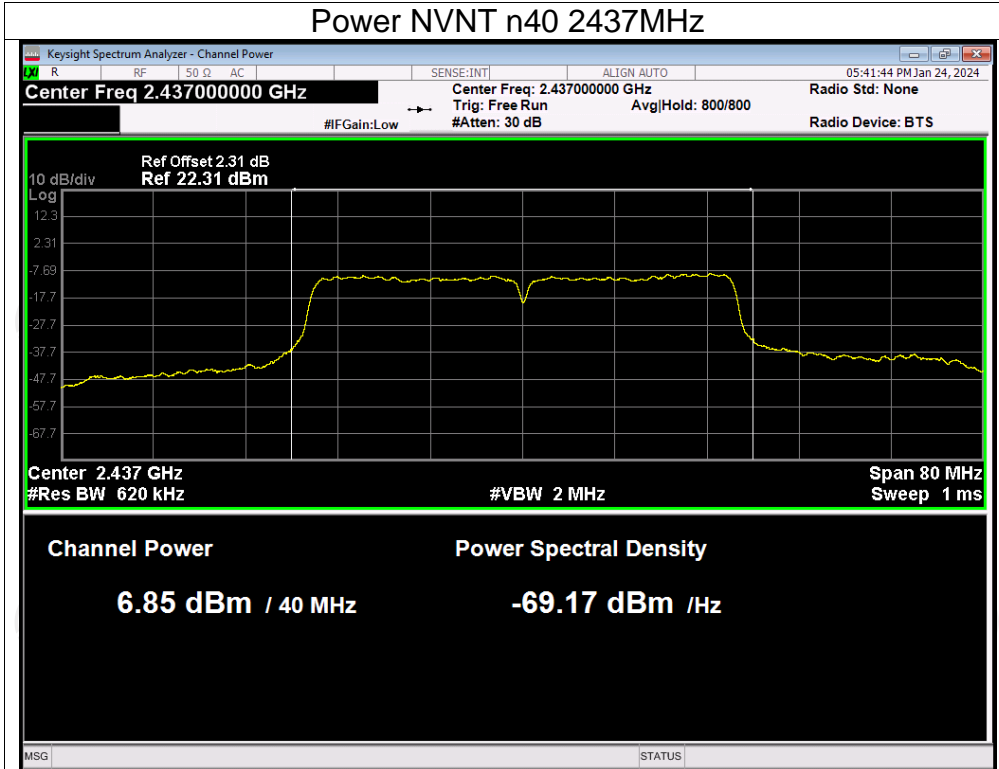 Power NVNT n40 2437MHz
Keysight Spectrum Analyzer - Channel Power
LXI R RF 50 Ω AC SENSE:INT ALIGN AUTO 05:41:44 PM Jan 24, 2024
Center Freq 2.437000000 GHz Center Freq: 2.437000000 GHz Radio Std: None
Trig: Free Run Avg|Hold: 800/800
#IFGain:Low #Atten: 30 dB Radio Device: BTS
Ref Offset 2.31 dB
10 dB/div Ref 22.31 dBm
Log
12.3
2.31
-7.69
-17.7
-27.7
-37.7
-47.7
-57.7
-67.7
Center 2.437 GHz Span 80 MHz
#Res BW 620 kHz #VBW 2 MHz Sweep 1 ms
Channel Power Power Spectral Density
6.85 dBm / 40 MHz -69.17 dBm /Hz
MSG STATUS